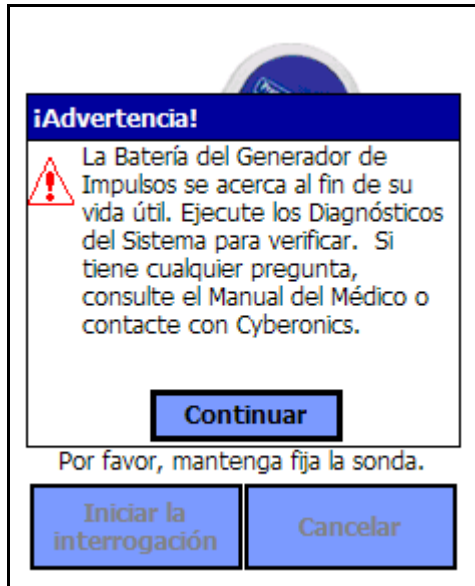 ¡Advertencia!
La Batería del Generador de
Impulsos se acerca al fin de su
vida útil. Ejecute los Diagnósticos
del Sistema para verificar.  Si
tiene cualquier pregunta,
consulte el Manual del Médico o
contacte con Cyberonics.
Continuar
Por favor, mantenga fija la sonda.
Iniciar la
interrogación
Cancelar